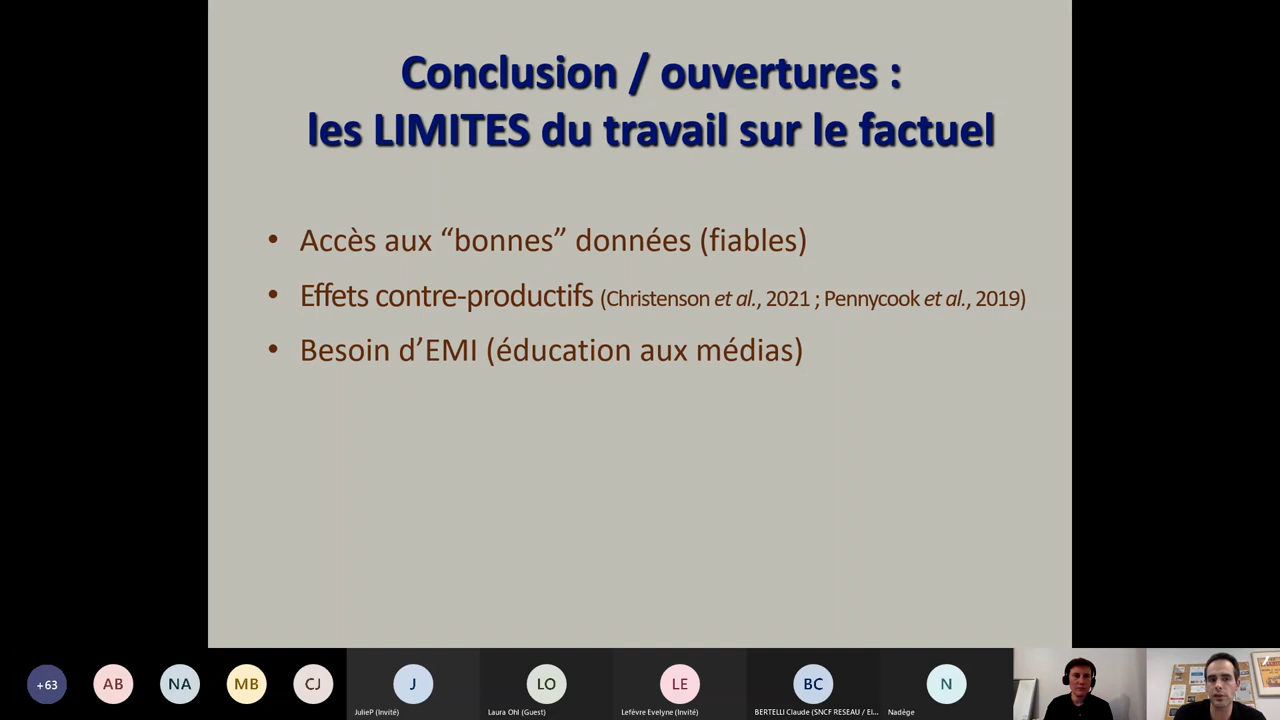 Conclusion / ouvertures :
les LIMITES du travail sur le factuel
• Accès aux “bonnes” données (fiables)
• Effets contre-productifs (Christenson et al., 2021 ; Pennycook et al., 2019)
• Besoin d’EMI (éducation aux médias)
+63
AB
NA
MB
CJ
J
LO
LE
BC
N
JulieP (Invité)
Laura Ohl (Guest)
Lefévre Evelyne (Invité)
BERTELLI Claude (SNCF RESEAU / EI...
Nadège